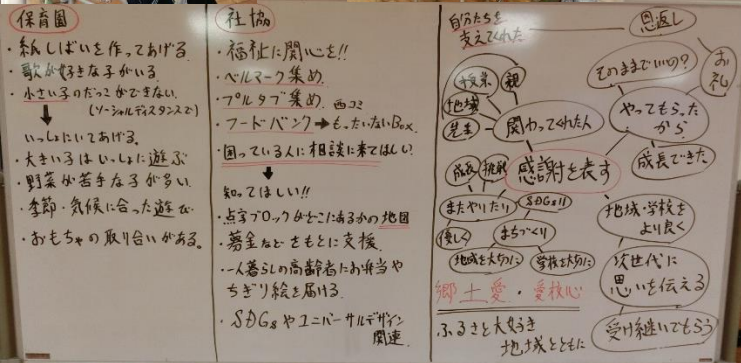 保育園
・紙しばいを作ってあげる。
・歌が好きな子がいる。
・小さい子のだっこができない。
(ソーシャルディスタンスで)
↓
いっしょにいてあげる。
・大きい子はいっしょに遊ぶ
・野菜が苦手な子が多い。
・季節・気候に合った遊び
・おもちゃの取り合いがある。
社協
・福祉に関心を!!
・ベルマーク集め
・プルタブ集め 西コミ
・フードバンク→もったいないBox
・困っている人に相談に来てほしい。
↓
知ってほしい!!
・点字ブロックがどこにあるかの地図
・募金などをもとに支援
・一人暮らしの高齢者にお弁当や
ちぎり絵を届ける。
・SDGsやユニバーサルデザイン
関連
自分たちを
支えてくれた
恩返し
お礼
そのままでいいの?
やってもらった
から
成長できた
親
地域
先生
関わってくれた人
感謝を表す
成長
挑戦
またやりたり
優しく
SDGs11
まちづくり
地域を大切に
学校を大切に
地域・学校を
より良く
次世代に
思いを伝える
受け継いでもらう
郷土愛・愛校心
ふるさと大好き
地域とともに